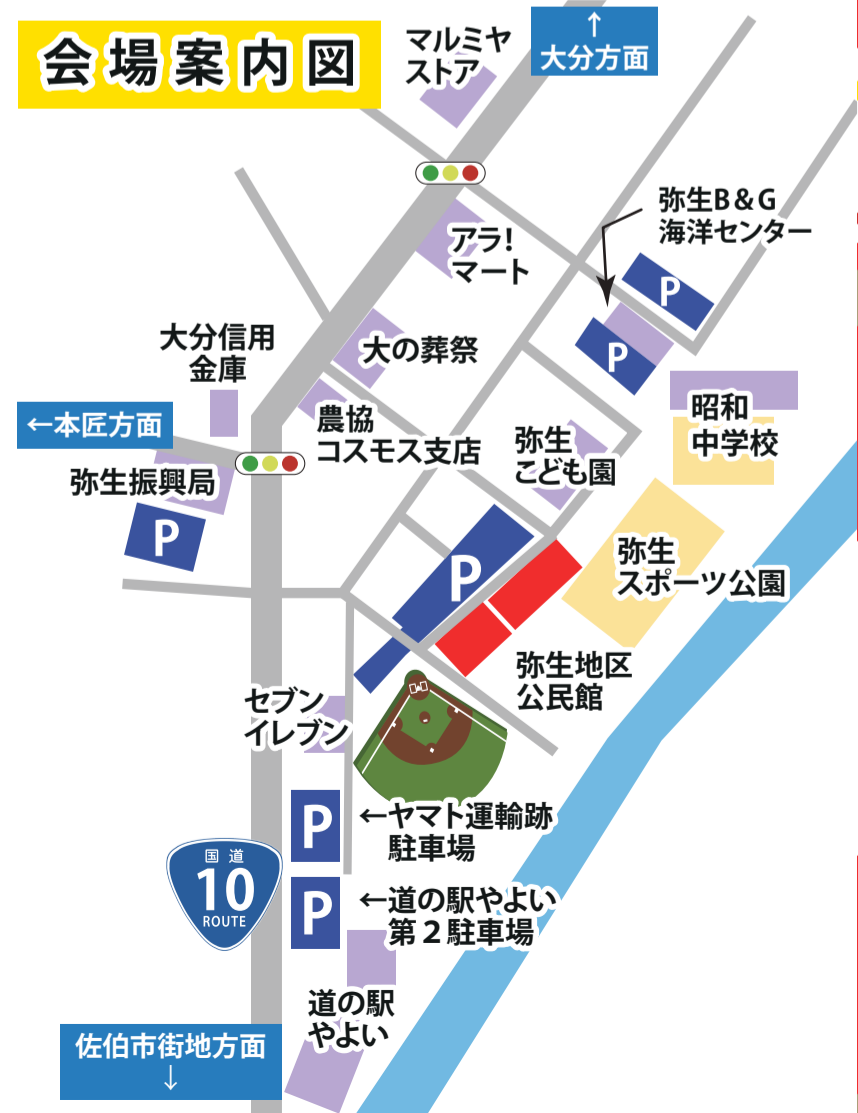 会場案内図
マルミヤ
ストア
↑
大分方面
弥生B&G
海洋センター
アラ!
マート
P
P
大分信用
金庫
大の葬祭
←本匠方面
農協
コスモス支店
弥生
こども園
昭和
中学校
弥生振興局
P
P
弥生
スポーツ公園
弥生地区
公民館
セブン
イレブン
P
←ヤマト運輸跡
駐車場
国道
10
ROUTE
P
←道の駅やよい
第2駐車場
道の駅
やよい
佐伯市街地方面
↓